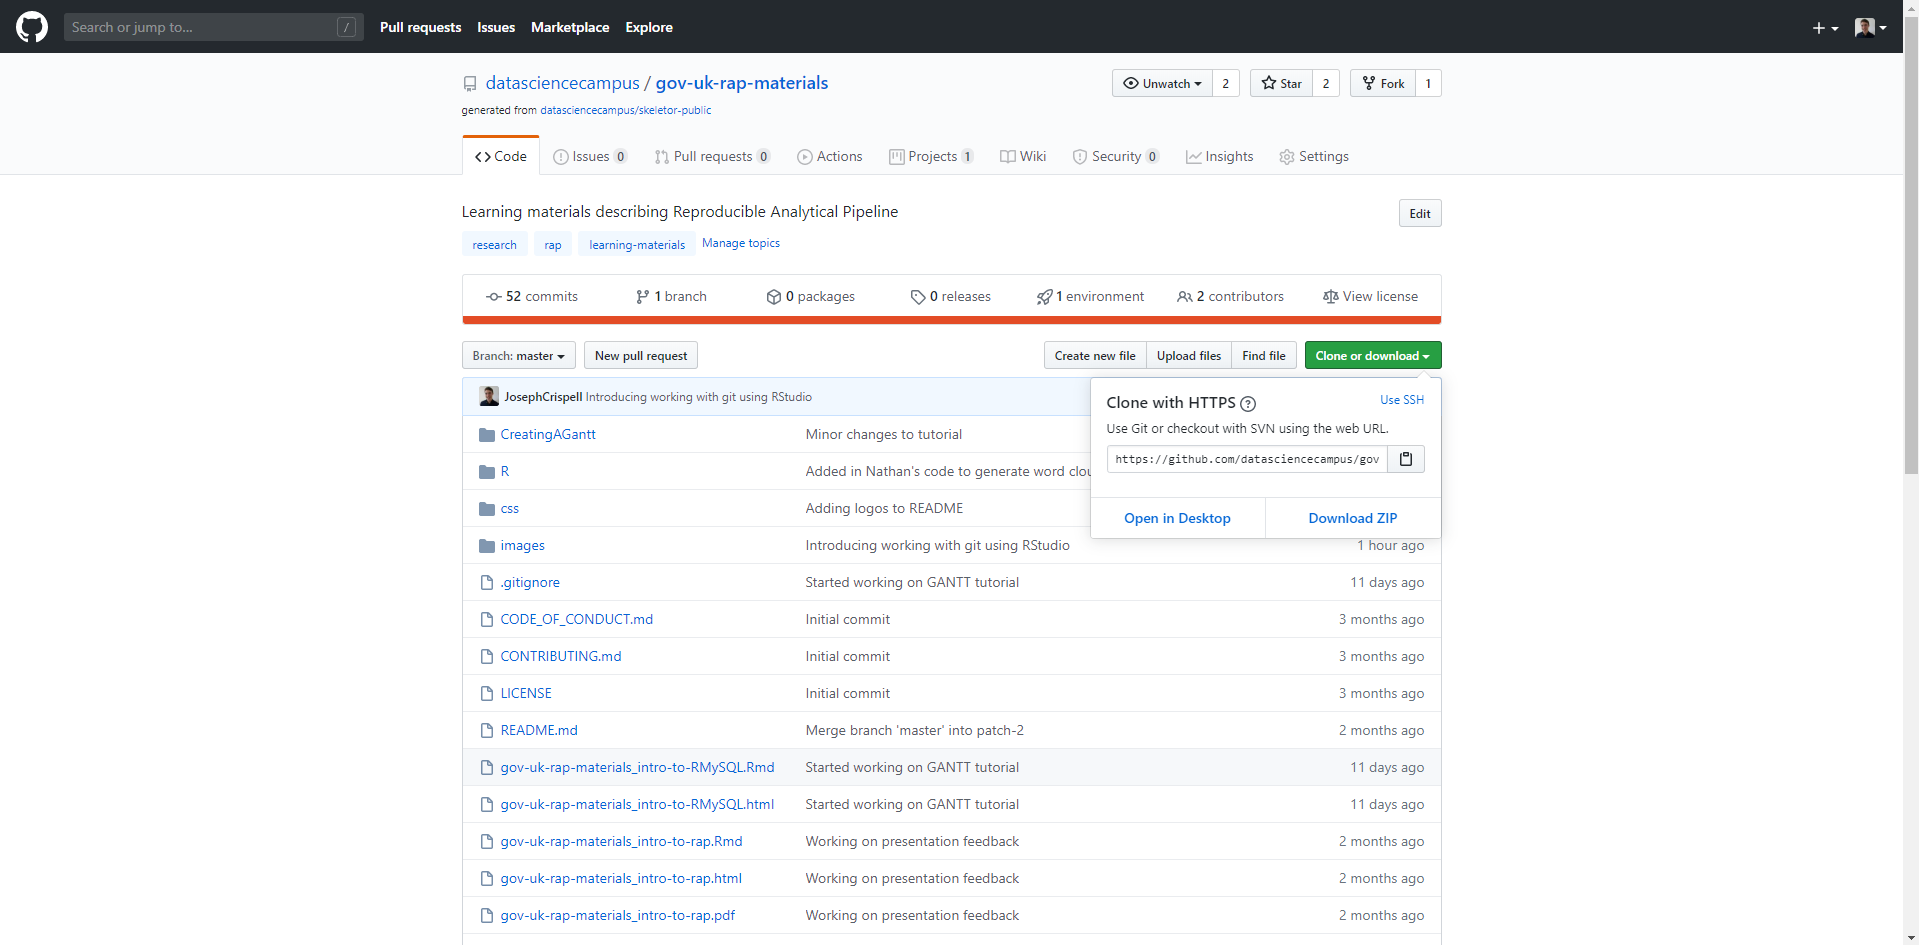 Search or jump to... / Pull requests Issues Marketplace Explore
datasciencecampus / gov-uk-rap-materials Unwatch 2 Star 2 Fork 1
generated from datasciencecampus/skeletor-public
Code Issues 0 Pull requests 0 Actions Projects 1 Wiki Security 0 Insights Settings
Learning materials describing Reproducible Analytical Pipeline Edit
research rap learning-materials Manage topics
52 commits 1 branch 0 packages 0 releases 1 environment 2 contributors View license
Branch: master New pull request Create new file Upload files Find file Clone or download
JosephCrispell Introducing working with git using RStudio
Clone with HTTPS ? Use SSH
Use Git or checkout with SVN using the web URL.
https://github.com/datasciencecampus/gov
Open in Desktop Download ZIP
CreatingAGantt Minor changes to tutorial
R Added in Nathan's code to generate word clou
css Adding logos to README
images Introducing working with git using RStudio 1 hour ago
.gitignore Started working on GANTT tutorial 11 days ago
CODE_OF_CONDUCT.md Initial commit 3 months ago
CONTRIBUTING.md Initial commit 3 months ago
LICENSE Initial commit 3 months ago
README.md Merge branch 'master' into patch-2 2 months ago
gov-uk-rap-materials_intro-to-RMySQL.Rmd Started working on GANTT tutorial 11 days ago
gov-uk-rap-materials_intro-to-RMySQL.html Started working on GANTT tutorial 11 days ago
gov-uk-rap-materials_intro-to-rap.Rmd Working on presentation feedback 2 months ago
gov-uk-rap-materials_intro-to-rap.html Working on presentation feedback 2 months ago
gov-uk-rap-materials_intro-to-rap.pdf Working on presentation feedback 2 months ago